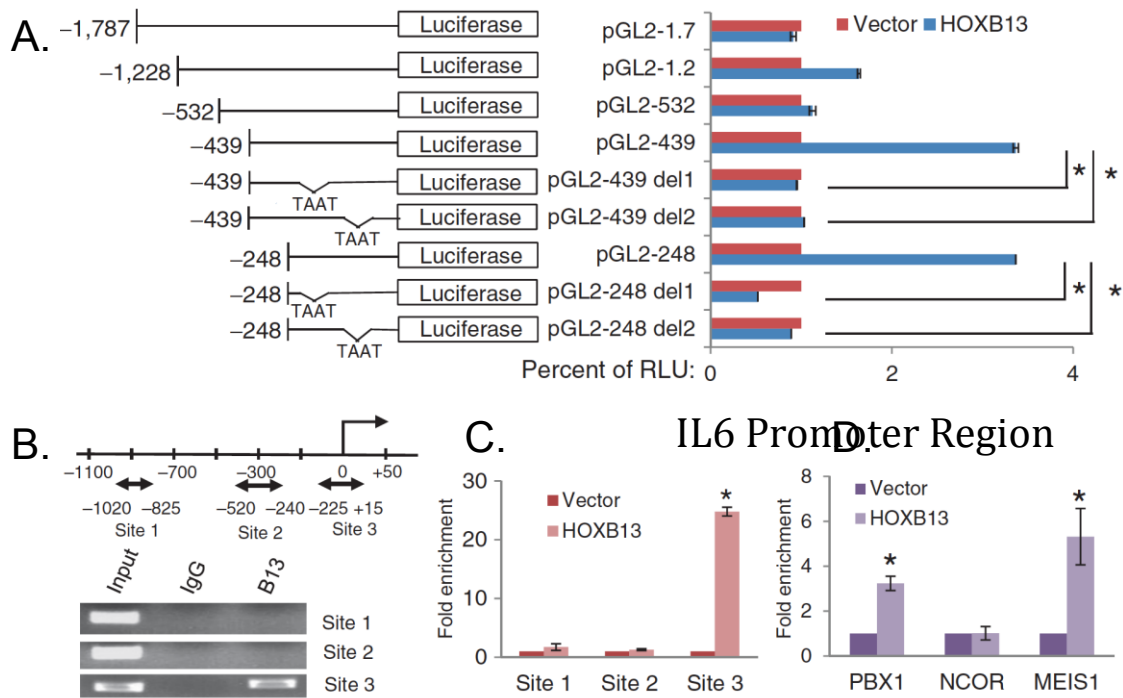 A.
−1,787 Luciferase pGL2-1.7
Vector HOXB13
−1,228 Luciferase pGL2-1.2
−532 Luciferase pGL2-532
−439 Luciferase pGL2-439
−439 TAAT Luciferase pGL2-439 del1
* *
−439 TAAT Luciferase pGL2-439 del2
−248 Luciferase pGL2-248
−248 TAAT Luciferase pGL2-248 del1
* *
−248 TAAT Luciferase pGL2-248 del2
Percent of RLU: 0 2 4
B.
−1100 −700 −300 0 +50
−1020 −825 −520 −240 −225 +15
Site 1 Site 2 Site 3
Input IgG B13
Site 1
Site 2
Site 3
C.
IL6 Promoter Region
Fold enrichment
30
20
10
0
Vector
HOXB13
*
Site 1 Site 2 Site 3
D.
Fold enrichment
8
6
4
2
0
Vector
HOXB13
* *
PBX1 NCOR MEIS1